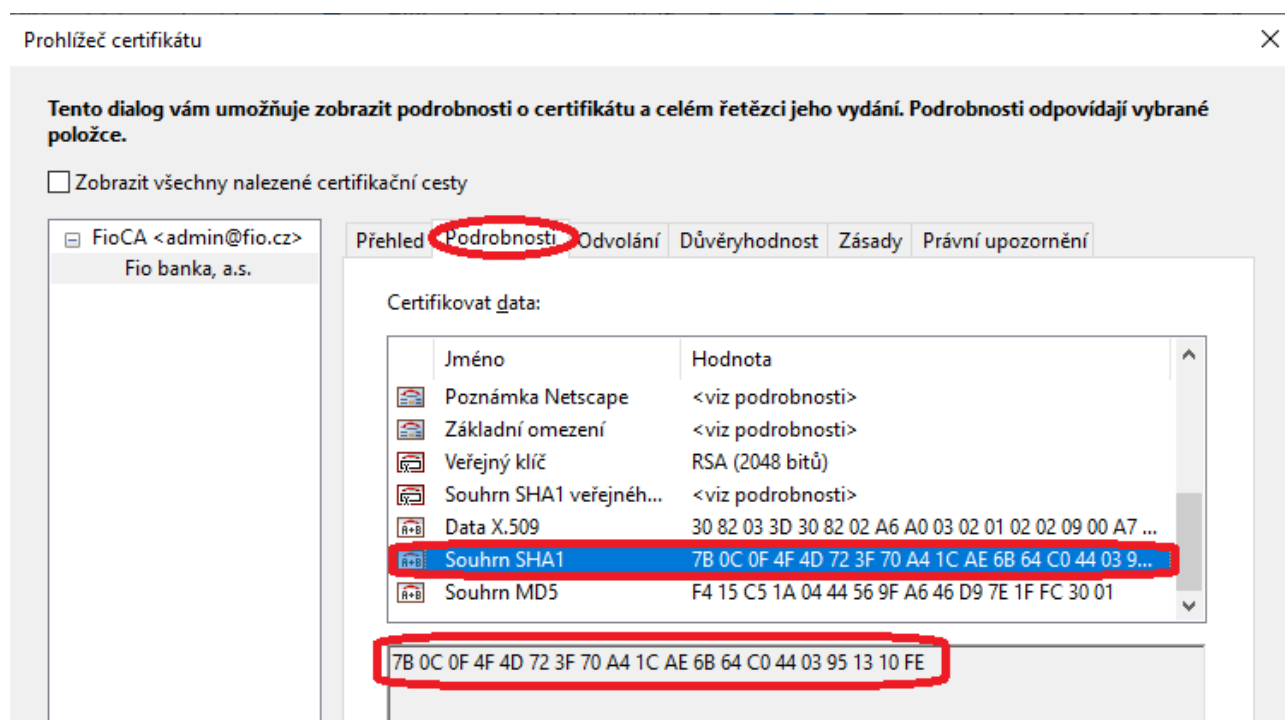 Prohlížeč certifikátu
Tento dialog vám umožňuje zobrazit podrobnosti o certifikátu a celém řetězci jeho vydání. Podrobnosti odpovídají vybrané
položce.
Zobrazit všechny nalezené certifikační cesty
FioCA <admin@fio.cz>
Fio banka, a.s.
Přehled Podrobnosti Odvolání Důvěryhodnost Zásady Právní upozornění
Certifikovat data:
Jméno Hodnota
Poznámka Netscape <viz podrobnosti>
Základní omezení <viz podrobnosti>
Veřejný klíč RSA (2048 bitů)
Souhrn SHA1 veřejnéh... <viz podrobnosti>
Data X.509 30 82 03 3D 30 82 02 A6 A0 03 02 01 02 02 09 00 A7 ...
Souhrn SHA1 7B 0C 0F 4F 4D 72 3F 70 A4 1C AE 6B 64 C0 44 03 9...
Souhrn MD5 F4 15 C5 1A 04 44 56 9F A6 46 D9 7E 1F FC 30 01
7B 0C 0F 4F 4D 72 3F 70 A4 1C AE 6B 64 C0 44 03 95 13 10 FE